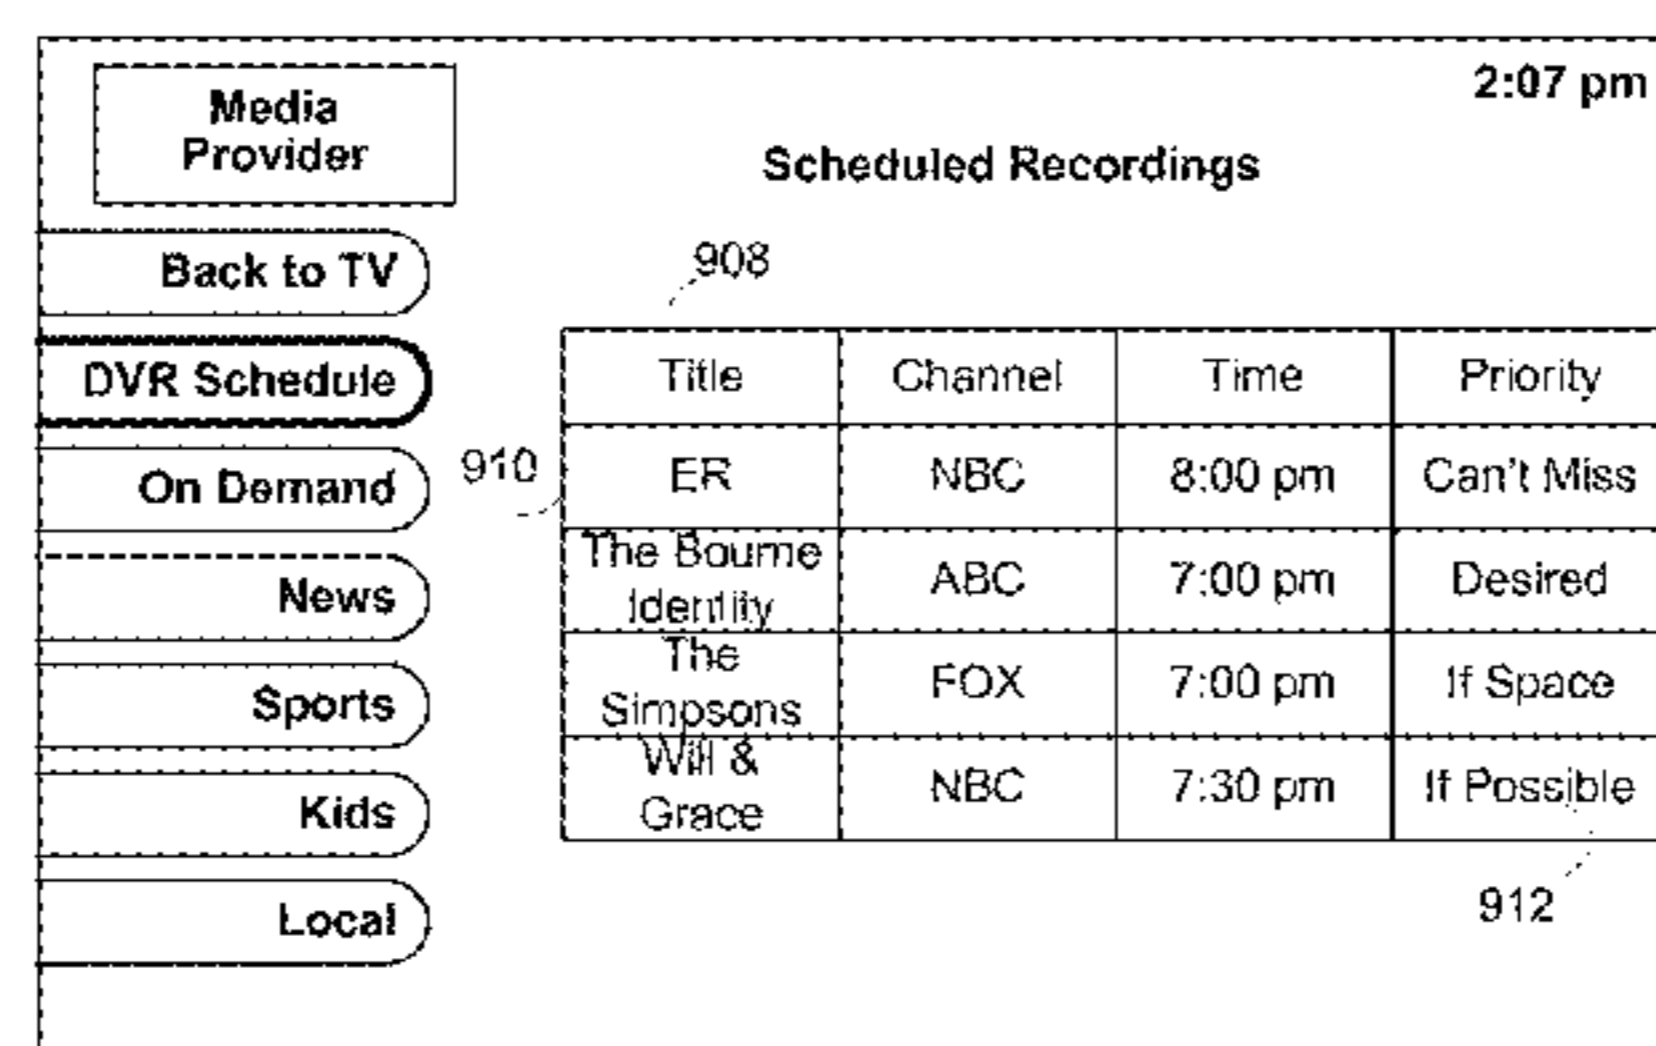 2:07 pm
Media
Provider
Scheduled Recordings
Back to TV
DVR Schedule
On Demand
News
Sports
Kids
Local
908
910
Title Channel Time Priority
ER NBC 8:00 pm Can't Miss
The Bourne
Identity
ABC 7:00 pm Desired
The
Simpsons
FOX 7:00 pm If Space
Will &
Grace
NBC 7:30 pm If Possible
912